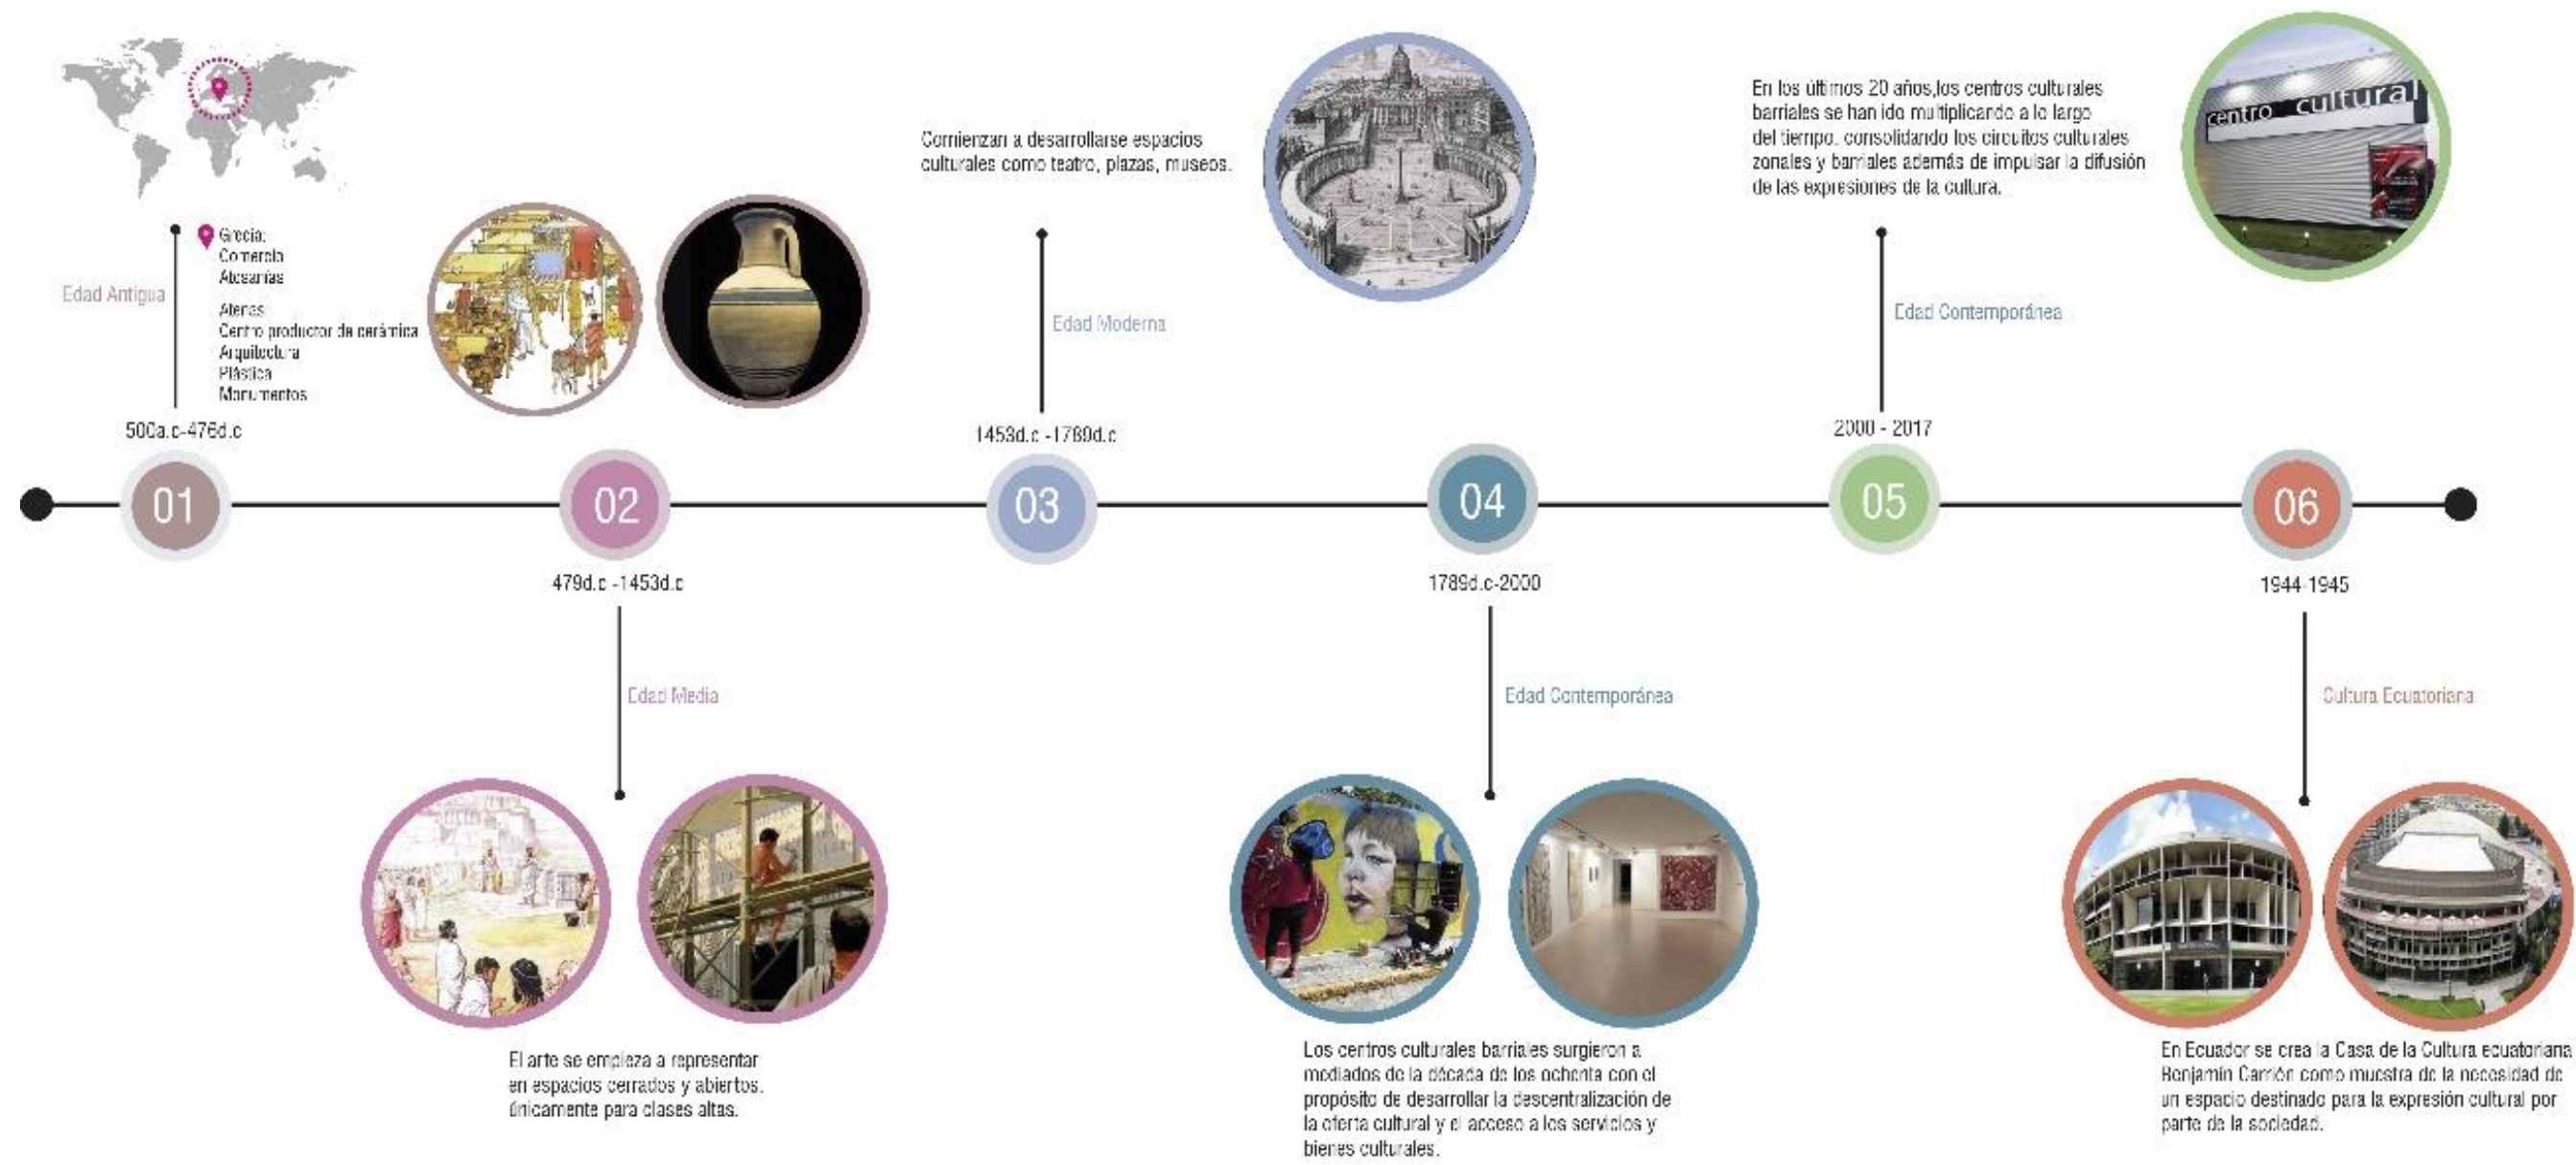 Grecia:
Comercio
Atesanías
Edad Antigua
Atenas
Centro productor de cerámica
Arquitectura
Plástica
Monumentos
500a.c-476d.c
01
02
479d.c -1453d.c
Edad Media
El arte se empieza a representar
en espacios cerrados y abiertos.
únicamente para clases altas.
Comienzan a desarrollarse espacios
culturales como teatro, plazas, museos.
Edad Moderna
1453d.c -1789d.c
03
04
1789d.c-2000
Edad Contemporánea
Los centros culturales barriales surgieron a
mediados de la década de los ochenta con el
propósito de desarrollar la descentralización de
la oferta cultural y el acceso a los servicios y
bienes culturales.
En los últimos 20 años,los centros culturales
barriales se han ido multiplicando a lo largo
del tiempo. consolidando los circuitos culturales
zonales y barriales además de impulsar la difusión
de las expresiones de la cultura.
centro cultural
Edad Contemporánea
2000 - 2017
05
06
1944-1945
Cultura Ecuatoriana
En Ecuador se crea la Casa de la Cultura ecuatoriana
Benjamín Carrión como muestra de la necesidad de
un espacio destinado para la expresión cultural por
parte de la sociedad.